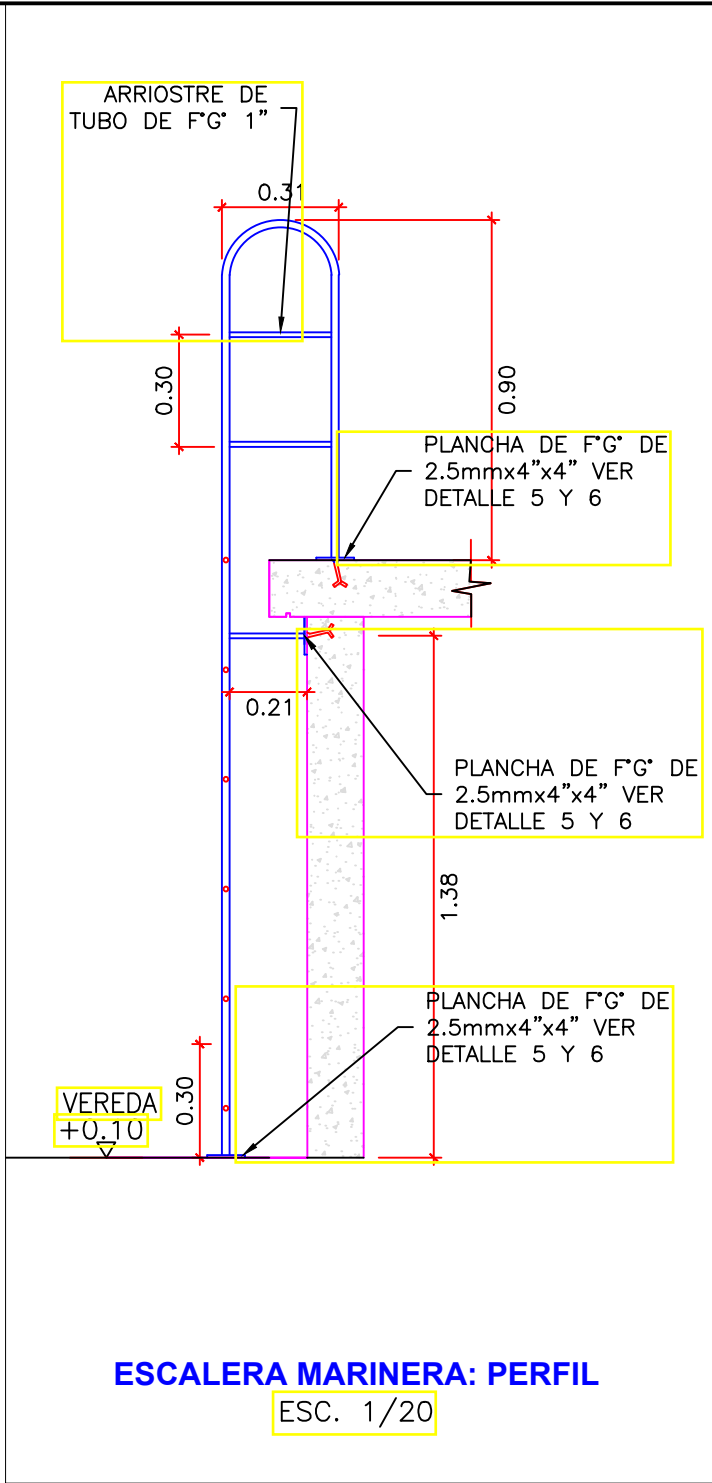 ARRIOSTRE DE
TUBO DE F°G° 1”
0.31
0.30
0.90
PLANCHA DE F°G° DE
2.5mmx4”x4” VER
DETALLE 5 Y 6
0.21
PLANCHA DE F°G° DE
2.5mmx4”x4” VER
DETALLE 5 Y 6
1.38
PLANCHA DE F°G° DE
2.5mmx4”x4” VER
DETALLE 5 Y 6
0.30
VEREDA
+0.10
ESCALERA MARINERA: PERFIL
ESC. 1/20